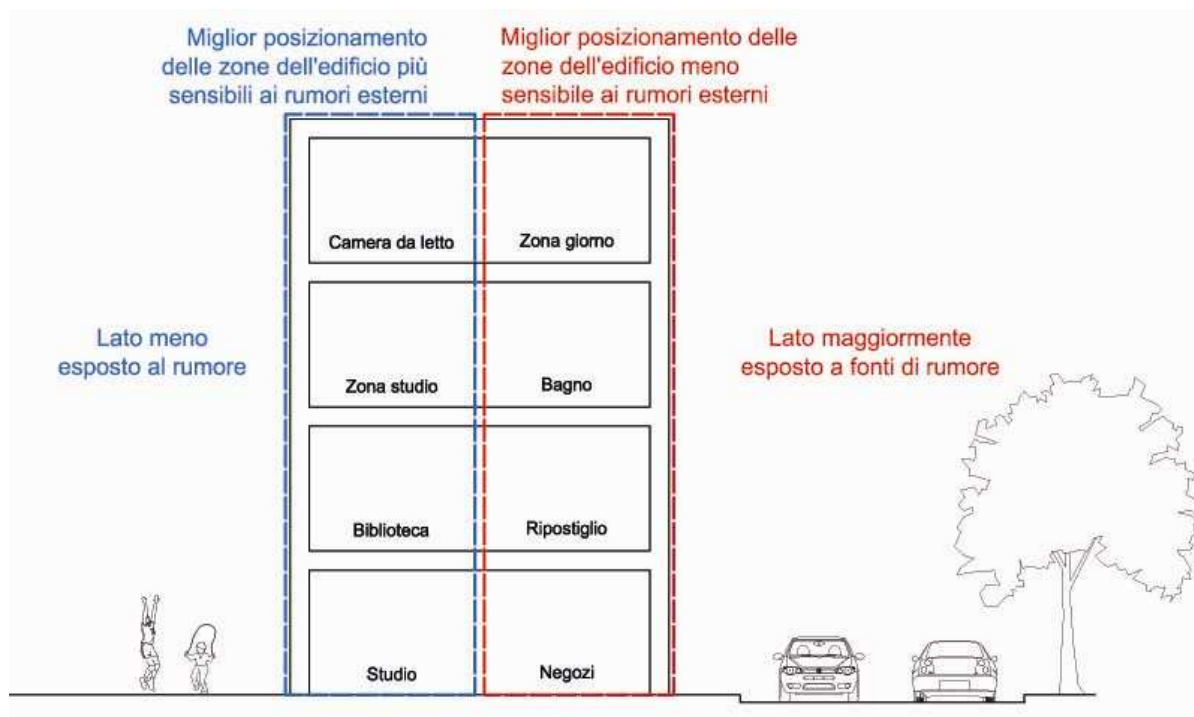 Miglior posizionamento
delle zone dell'edificio più
sensibili ai rumori esterni
Miglior posizionamento delle
zone dell'edificio meno
sensibile ai rumori esterni
Camera da letto
Zona giorno
Lato meno
esposto al rumore
Zona studio
Bagno
Lato maggiormente
esposto a fonti di rumore
Biblioteca
Ripostiglio
Studio
Negozi